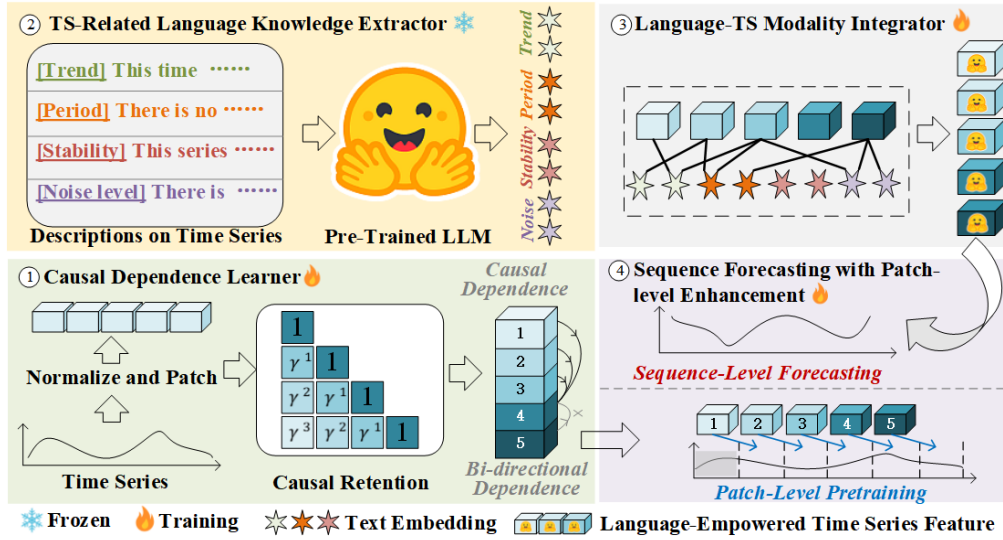 ② TS-Related Language Knowledge Extractor
[Trend] This time ······
[Period] There is no ······
[Stability] This series ······
[Noise level] There is ······
Descriptions on Time Series
Pre-Trained LLM
Trend
Period
Stability
Noise
③ Language-TS Modality Integrator
① Causal Dependence Learner
Normalize and Patch
Time Series
1
γ¹ 1
γ² γ¹ 1
γ³ γ² γ¹ 1
Causal Retention
Causal
Dependence
1
2
3
4
5
×
Bi-directional
Dependence
④ Sequence Forecasting with Patch-
level Enhancement
Sequence-Level Forecasting
1 2 3 4 5
Patch-Level Pretraining
Frozen Training Text Embedding Language-Empowered Time Series Feature